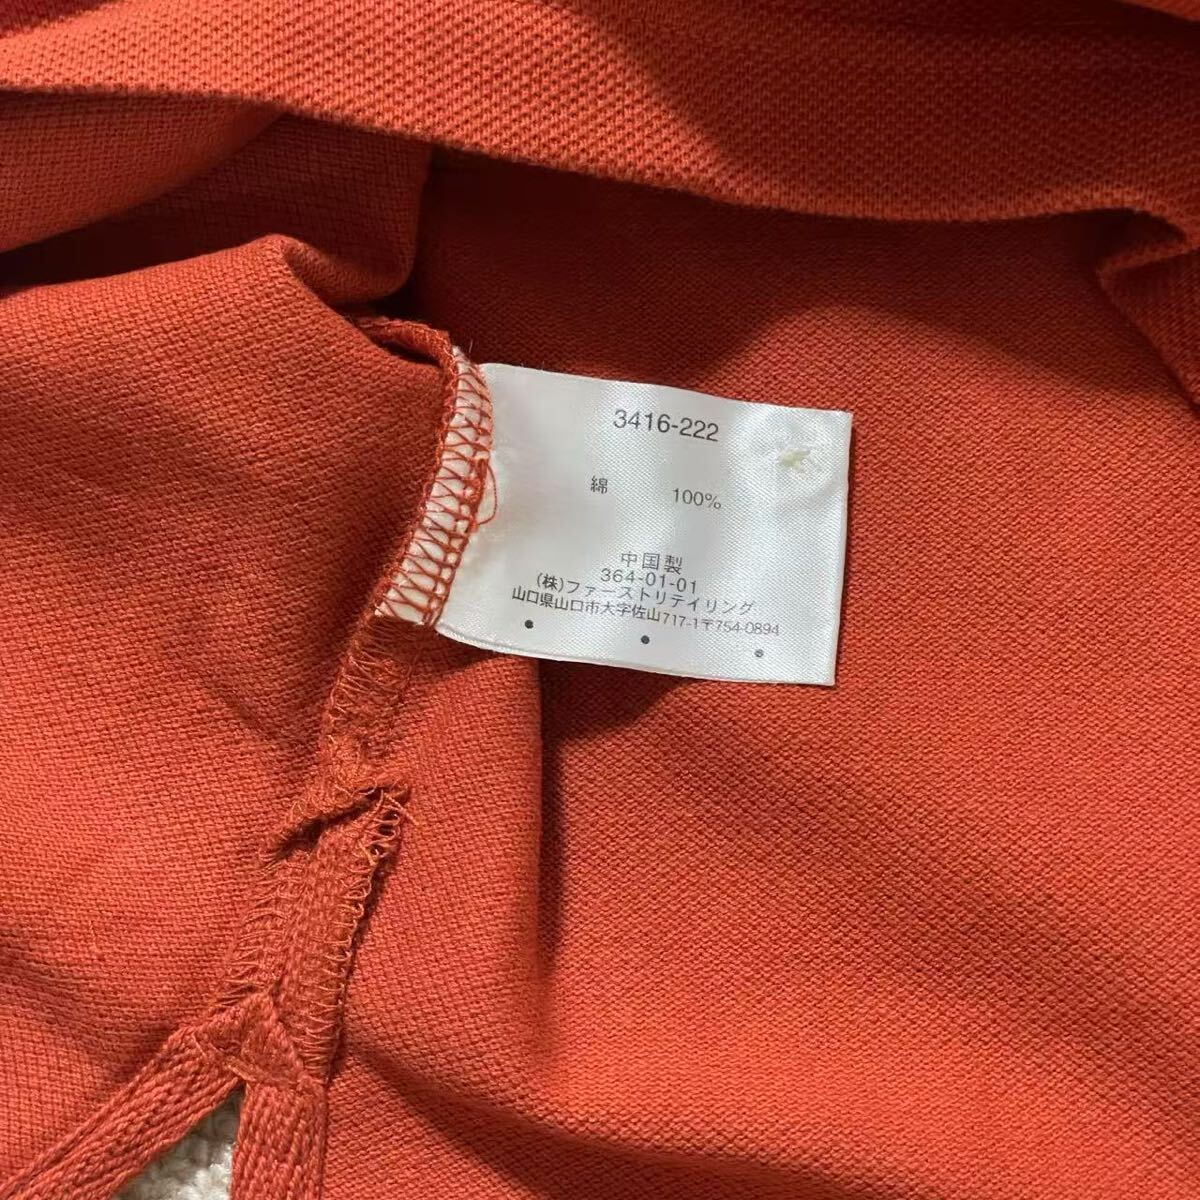 3416-222
綿 100%
中国製
364-01-01
(株)ファーストリテイリング
山口県山口市大字佐山717-1〒754-0894